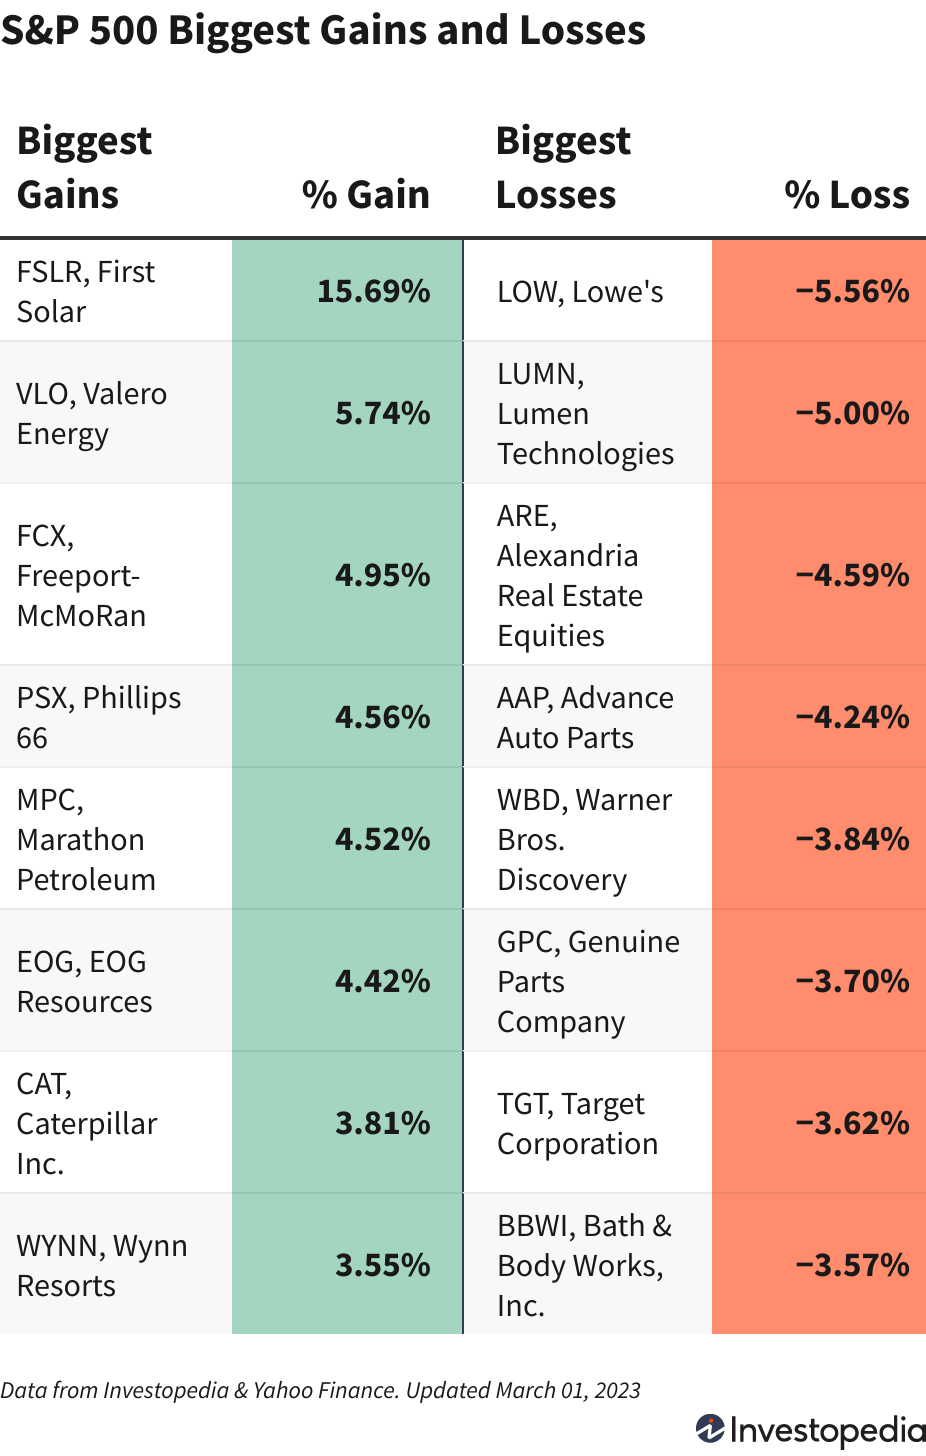 S&P 500 Biggest Gains and Losses
Biggest
Gains
% Gain
Biggest
Losses
% Loss
FSLR, First
Solar
15.69%
LOW, Lowe's
−5.56%
VLO, Valero
Energy
5.74%
LUMN,
Lumen
Technologies
−5.00%
FCX,
Freeport-
McMoRan
4.95%
ARE,
Alexandria
Real Estate
Equities
−4.59%
PSX, Phillips
66
4.56%
AAP, Advance
Auto Parts
−4.24%
MPC,
Marathon
Petroleum
4.52%
WBD, Warner
Bros.
Discovery
−3.84%
EOG, EOG
Resources
4.42%
GPC, Genuine
Parts
Company
−3.70%
CAT,
Caterpillar
Inc.
3.81%
TGT, Target
Corporation
−3.62%
WYNN, Wynn
Resorts
3.55%
BBWI, Bath &
Body Works,
Inc.
−3.57%
Data from Investopedia & Yahoo Finance. Updated March 01, 2023
Investopedia